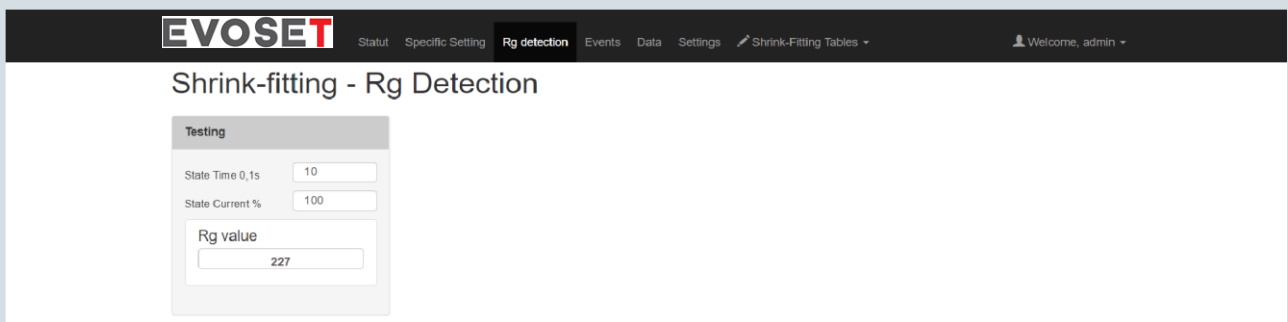 EVOSET Statut Specific Setting Rg detection Events Data Settings Shrink-Fitting Tables Welcome, admin
Shrink-fitting - Rg Detection
Testing
State Time 0,1s 10
State Current % 100
Rg value
227